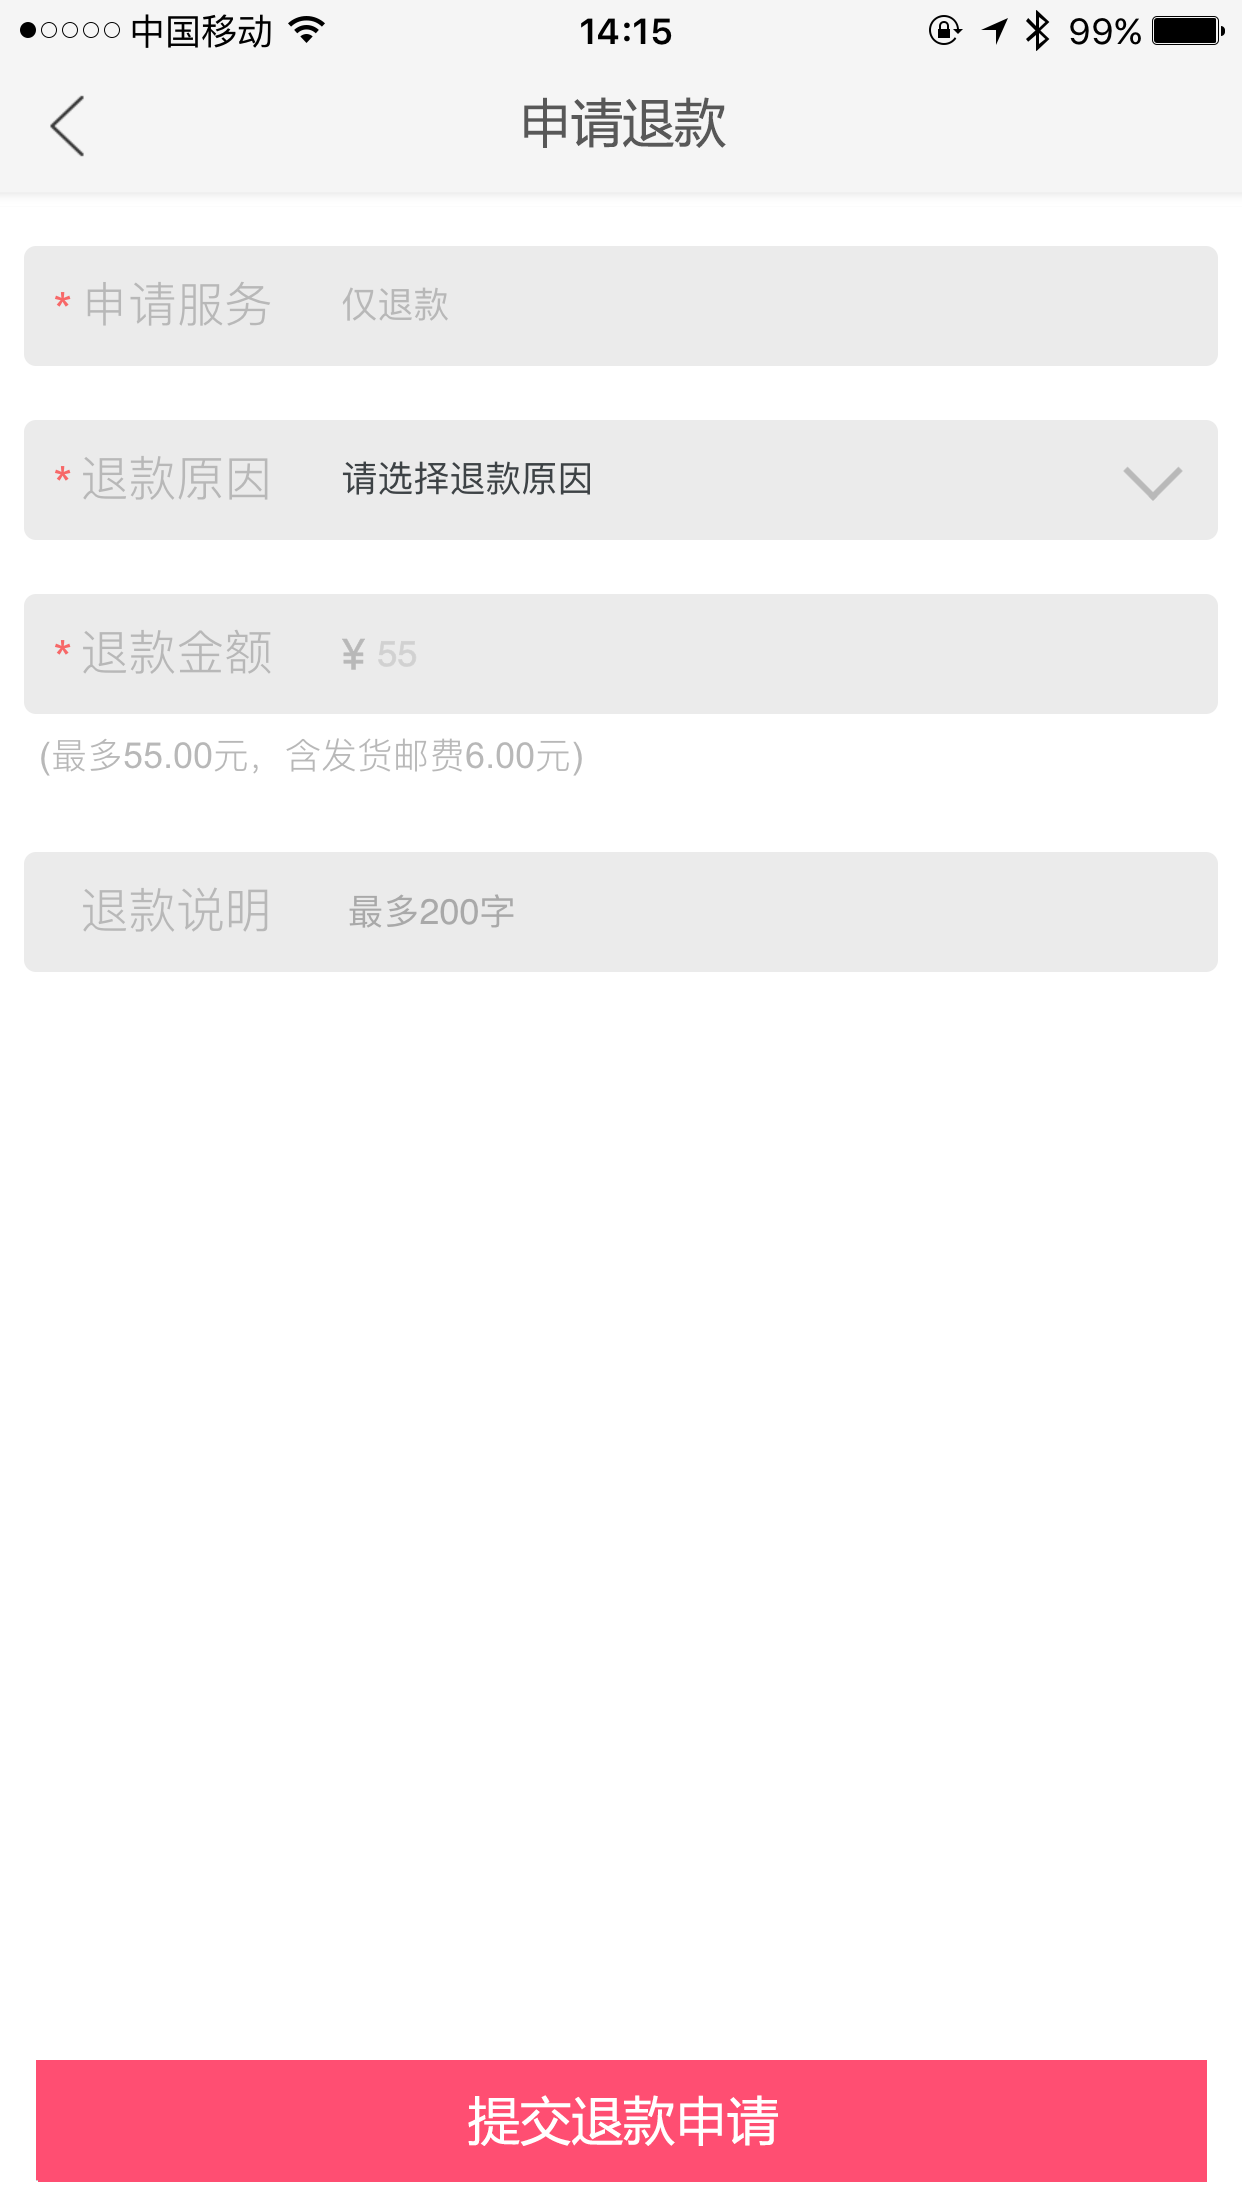 中国移动 14:15 99%
申请退款
* 申请服务 仅退款
* 退款原因 请选择退款原因
* 退款金额 ¥ 55
(最多55.00元，含发货邮费6.00元)
退款说明 最多200字
提交退款申请